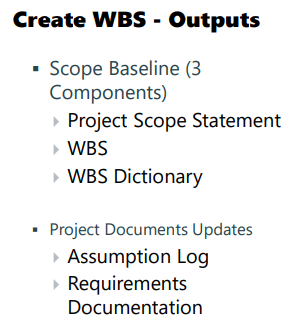 Create WBS - Outputs
Scope Baseline (3
Components)
Project Scope Statement
WBS
WBS Dictionary
Project Documents Updates
Assumption Log
Requirements
Documentation